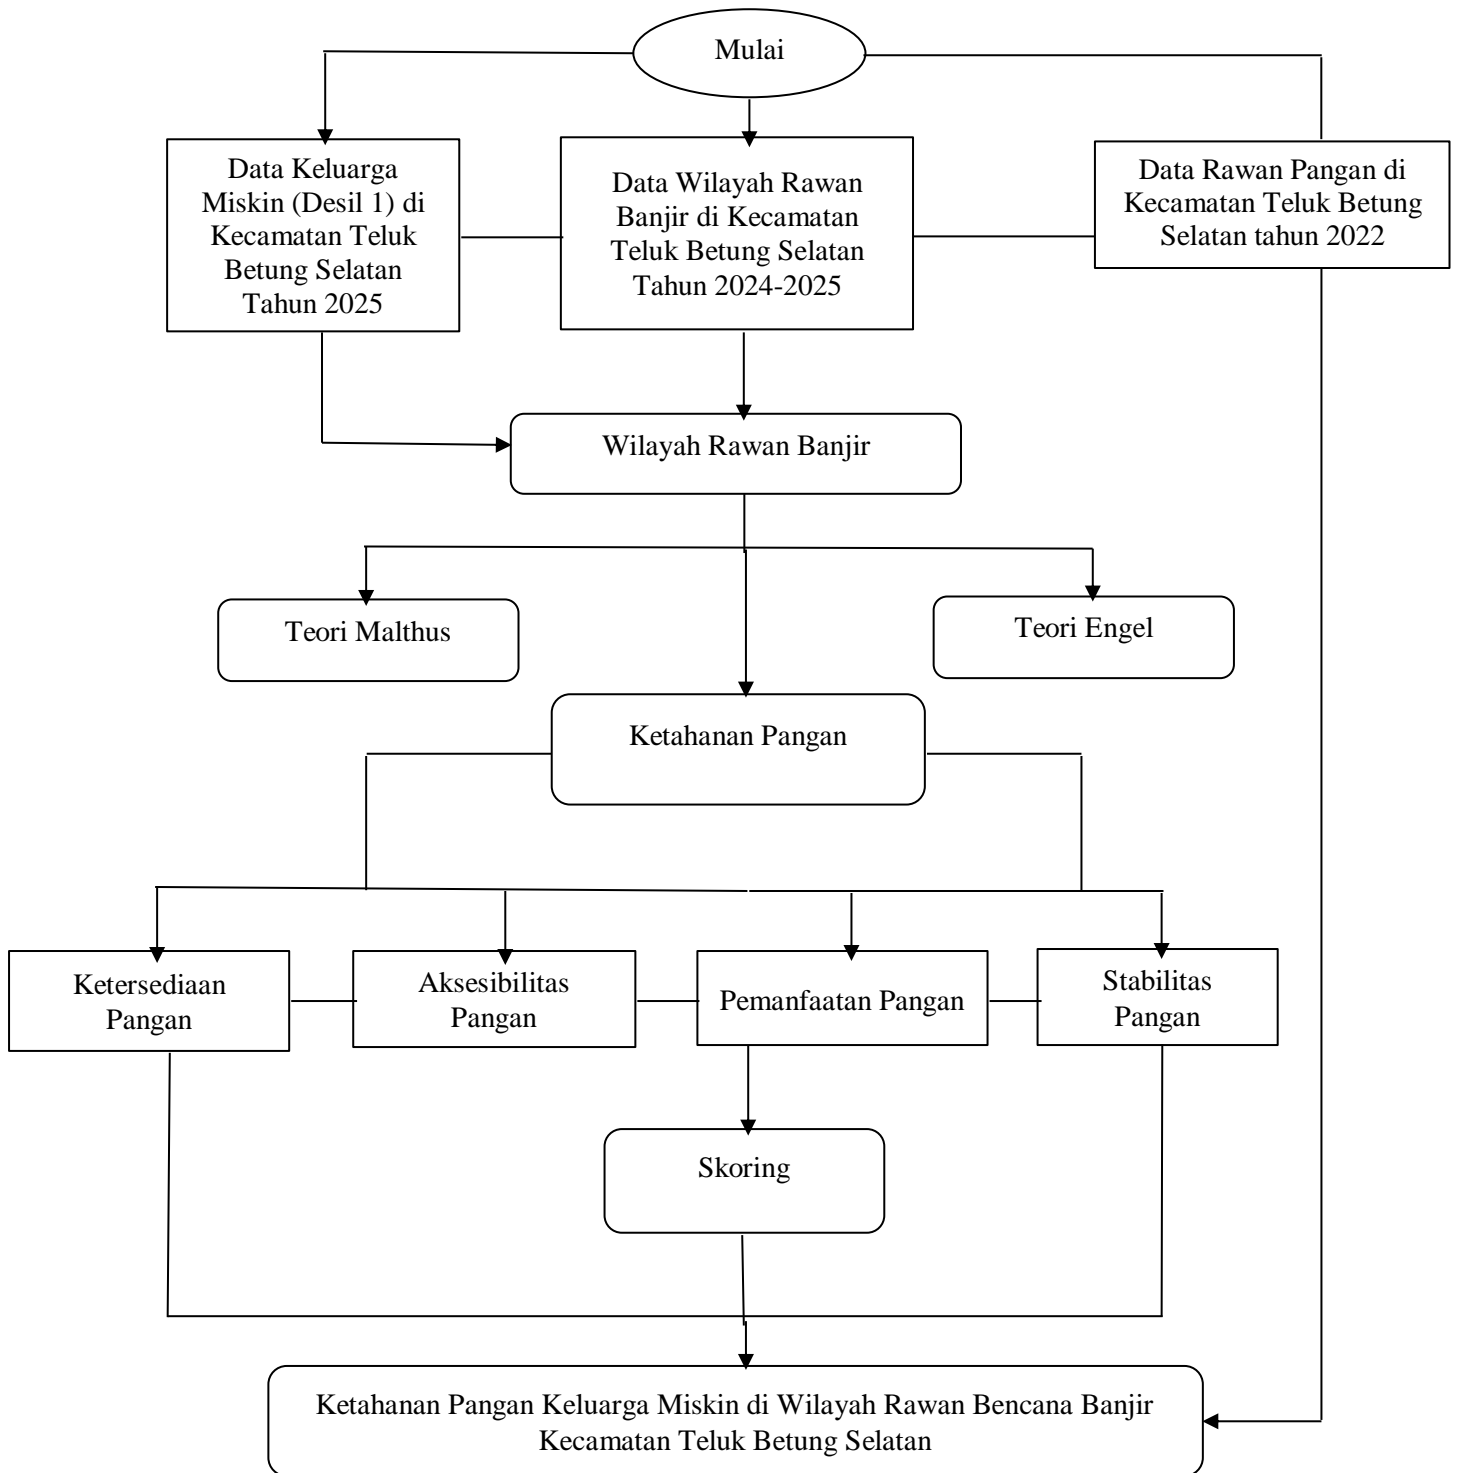 Mulai
Data Keluarga
Miskin (Desil 1) di
Kecamatan Teluk
Betung Selatan
Tahun 2025
Data Wilayah Rawan
Banjir di Kecamatan
Teluk Betung Selatan
Tahun 2024-2025
Data Rawan Pangan di
Kecamatan Teluk Betung
Selatan tahun 2022
Wilayah Rawan Banjir
Teori Malthus
Teori Engel
Ketahanan Pangan
Ketersediaan
Pangan
Aksesibilitas
Pangan
Pemanfaatan Pangan
Stabilitas
Pangan
Skoring
Ketahanan Pangan Keluarga Miskin di Wilayah Rawan Bencana Banjir
Kecamatan Teluk Betung Selatan